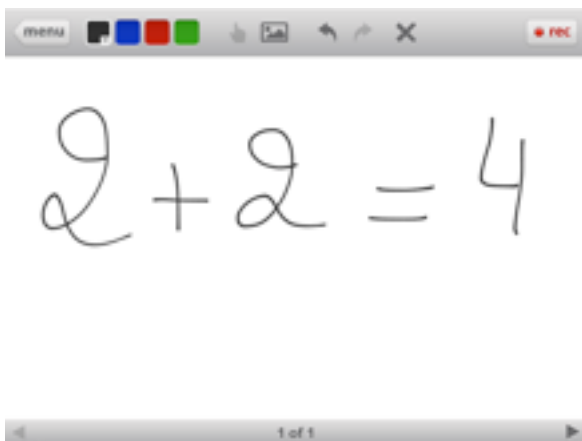 menu rec
2 + 2 = 4
1 of 1